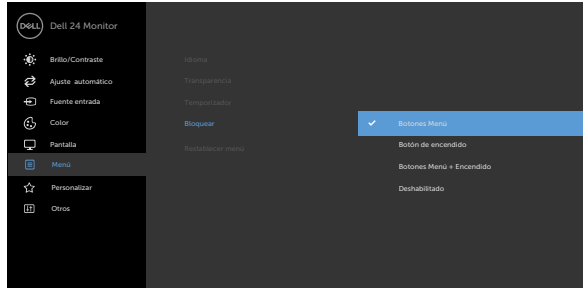 DELL
Dell 24 Monitor
Brillo/Contraste
Ajuste automático
Fuente entrada
Color
Pantalla
Menú
Personalizar
Otros
Idioma
Transparencia
Temporizador
Bloquear
Restablecer menú
Botones Menú
Botón de encendido
Botones Menú + Encendido
Deshabilitado